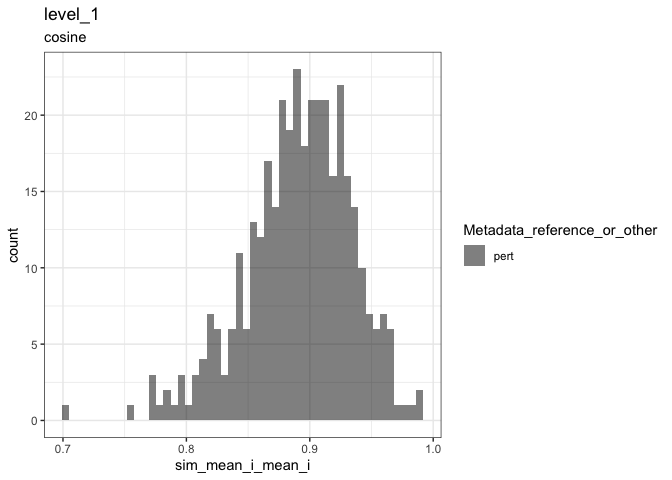 level_1
cosine
20
15
10
5
0
count
0.7
0.8
0.9
1.0
sim_mean_i_mean_i
Metadata_reference_or_other
pert